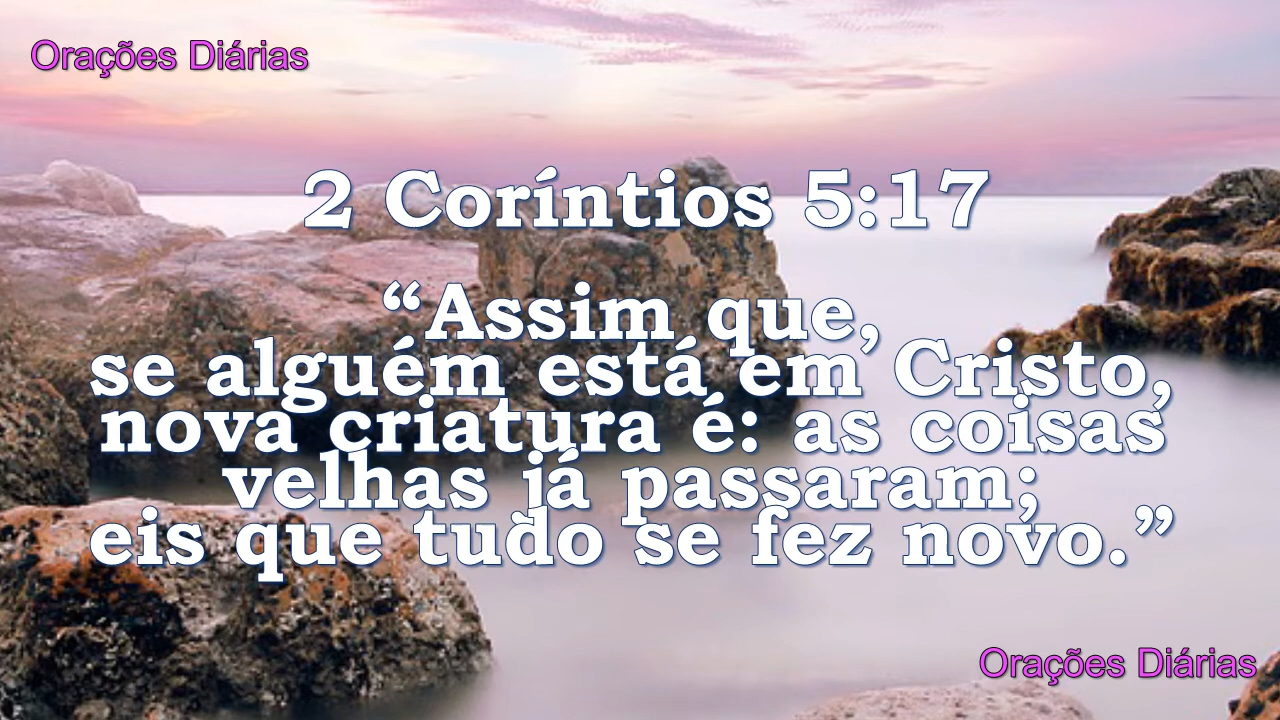 Orações Diárias
2 Coríntios 5:17
“Assim que,
se alguém está em Cristo,
nova criatura é: as coisas
velhas já passaram;
eis que tudo se fez novo.”
Orações Diárias